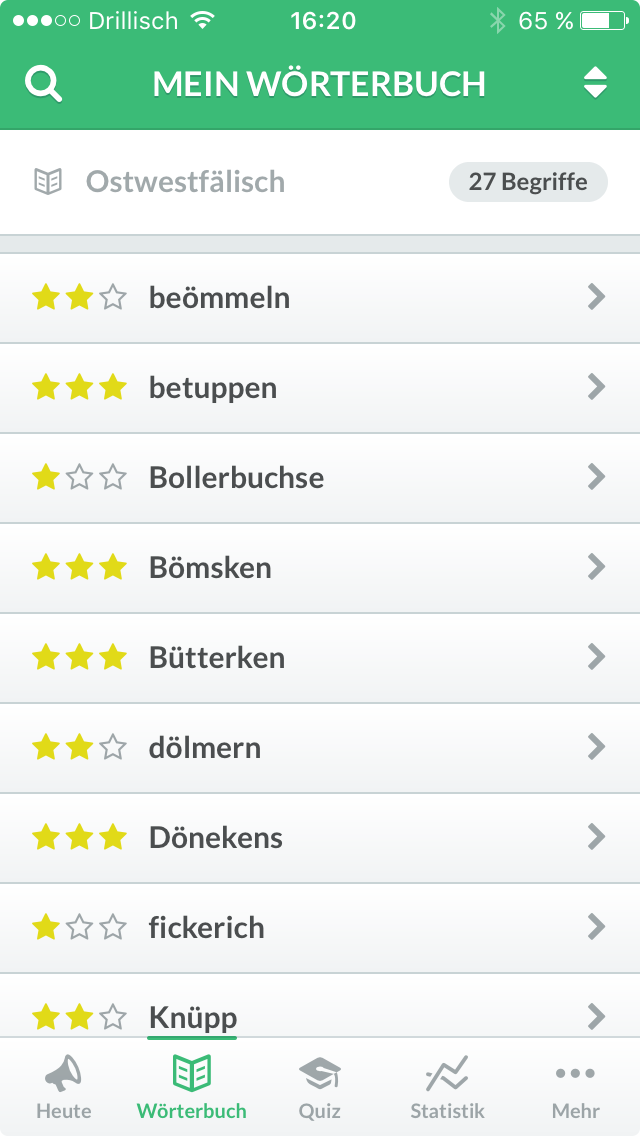 Drillisch 16:20 65 %
MEIN WÖRTERBUCH
Ostwestfälisch 27 Begriffe
beömmeln
betuppen
Bollerbuchse
Bömsken
Bütterken
dölmern
Dönekens
fickerich
Knüpp
Heute Wörterbuch Quiz Statistik Mehr